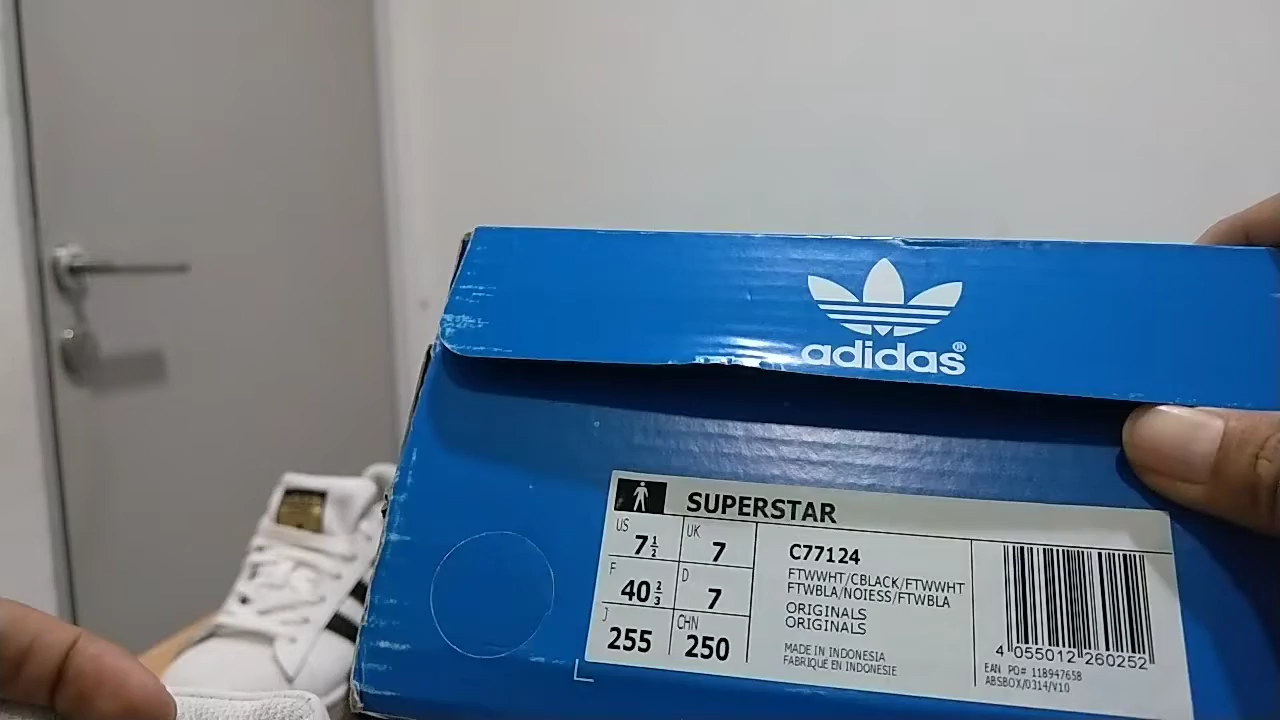 adidas®
SUPERSTAR
US 7½ UK 7
F 40⅔ D 7
J 255 CHN 250
C77124
FTWWHT/CBLACK/FTWWHT
FTWBLA/NOIESS/FTWBLA
ORIGINALS
ORIGINALS
MADE IN INDONESIA
FABRIQUÉ EN INDONESIE
4 055012 260252
EAN PO# 118947658
ABSBOX/0314/V10